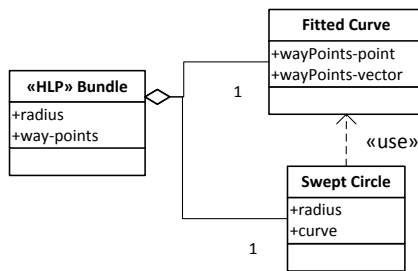 Fitted Curve
+wayPoints-point
+wayPoints-vector
«HLP» Bundle
+radius
+way-points
1
«use»
Swept Circle
+radius
+curve
1